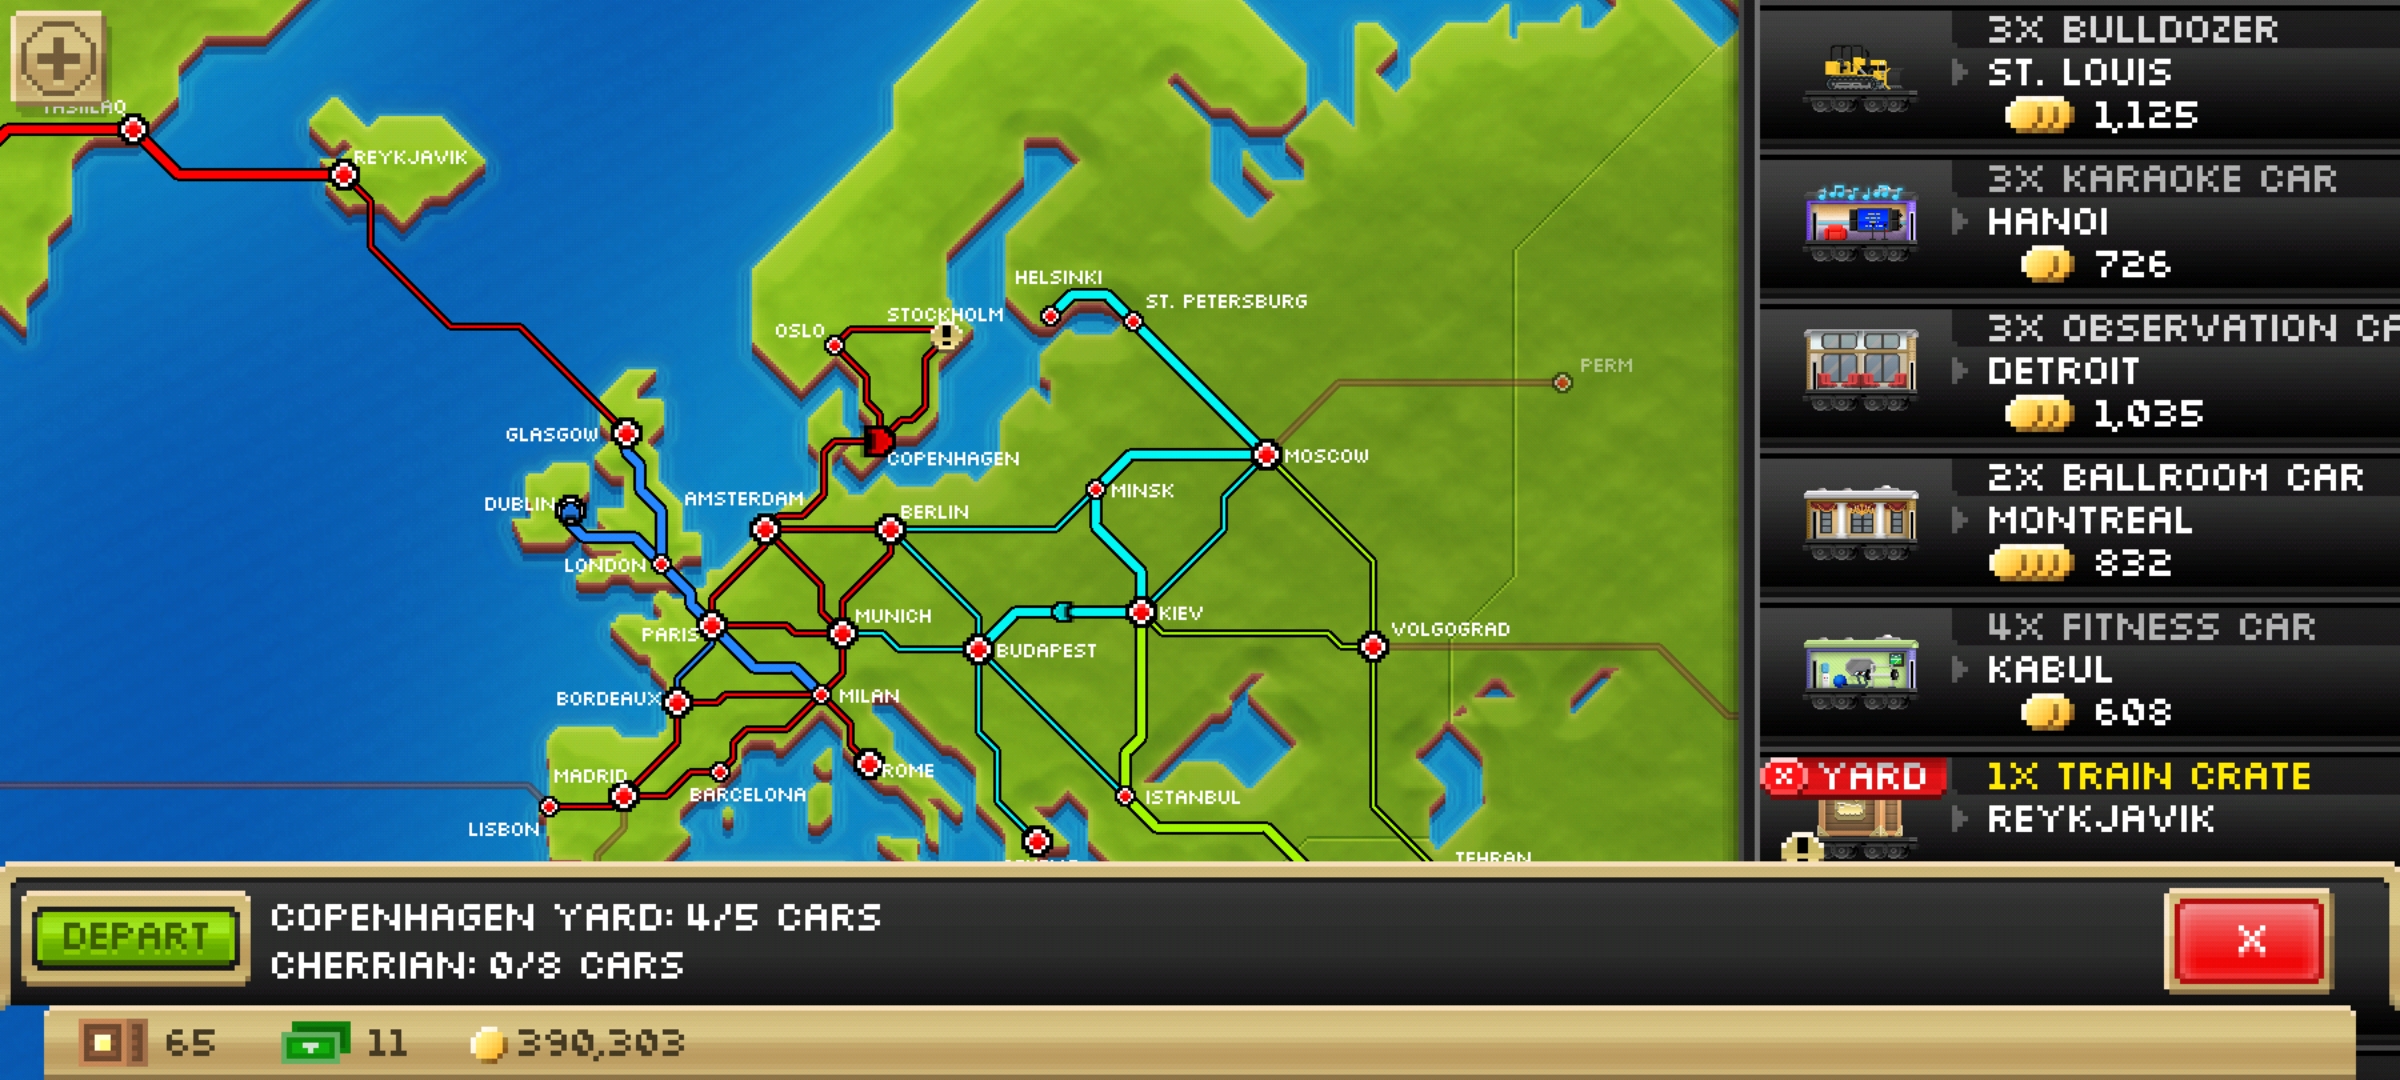 REYKJAVIK
HELSINKI
ST. PETERSBURG
STOCKHOLM
OSLO
PERM
GLASGOW
COPENHAGEN
MOSCOW
MINSK
DUBLIN
AMSTERDAM
BERLIN
LONDON
MUNICH
KIEV
PARIS
BUDAPEST
VOLGOGRAD
BORDEAUX
MILAN
MADRID
ROME
BARCELONA
ISTANBUL
LISBON
TEHRAN
3X BULLDOZER
ST. LOUIS
1,125
3X KARAOKE CAR
HANOI
726
3X OBSERVATION CA
DETROIT
1,035
2X BALLROOM CAR
MONTREAL
832
4X FITNESS CAR
KABUL
608
YARD
1X TRAIN CRATE
REYKJAVIK
DEPART
COPENHAGEN YARD: 4/5 CARS
CHERRIAN: 0/8 CARS
X
65
11
390,303